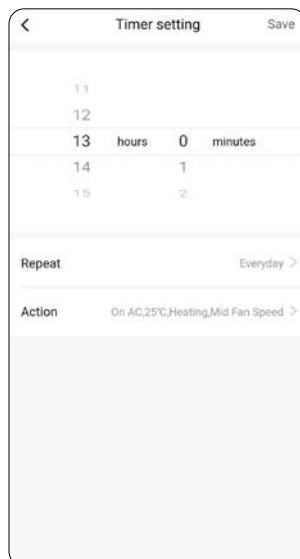 Timer setting Save
11
12
13 hours 0 minutes
14 1
15 2
Repeat Everyday
Action On AC,25℃,Heating,Mid Fan Speed